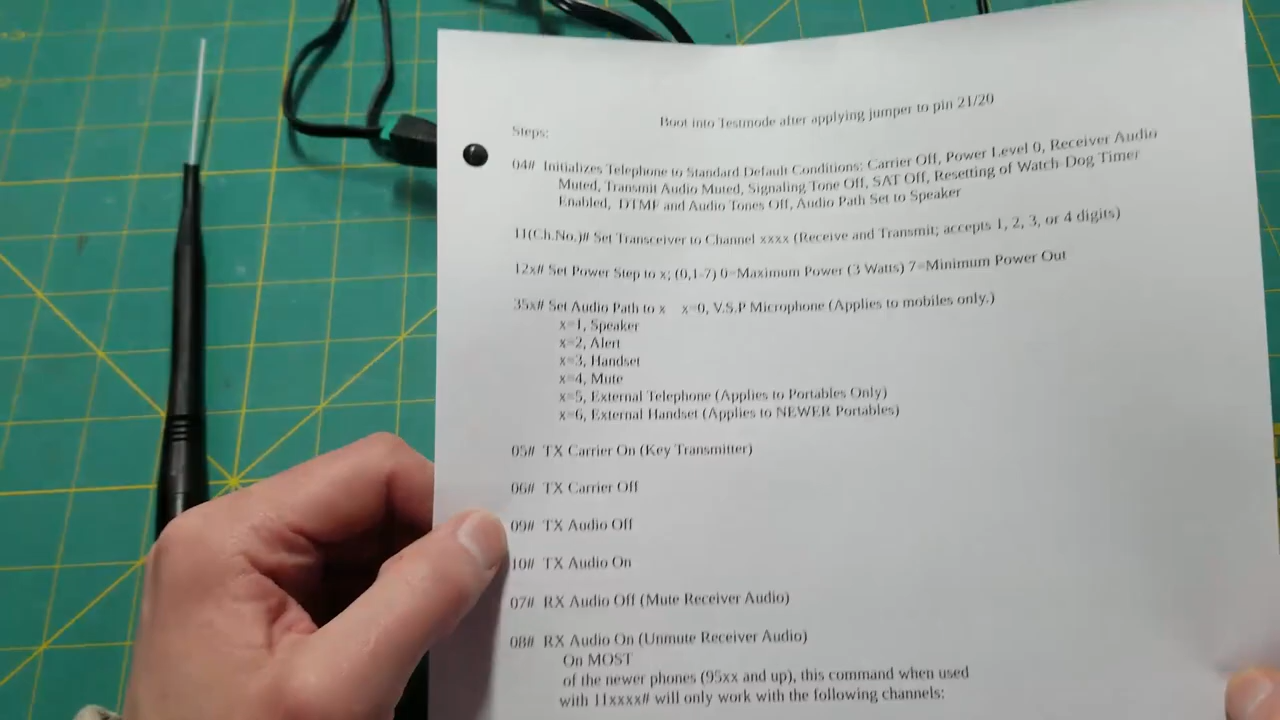 Boot into Testmode after applying jumper to pin 21/20
Steps:
04# Initializes Telephone to Standard Default Conditions: Carrier Off, Power Level 0, Receiver Audio
Muted, Transmit Audio Muted, Signaling Tone Off, SAT Off, Resetting of Watch-Dog Timer
Enabled, DTMF and Audio Tones Off, Audio Path Set to Speaker
11(Ch.No.)# Set Transceiver to Channel xxxx (Receive and Transmit; accepts 1, 2, 3, or 4 digits)
12x# Set Power Step to x; (0,1-7) 0=Maximum Power (3 Watts) 7=Minimum Power Out
35x# Set Audio Path to x x=0, V.S.P Microphone (Applies to mobiles only.)
x=1, Speaker
x=2, Alert
x=3, Handset
x=4, Mute
x=5, External Telephone (Applies to Portables Only)
x=6, External Handset (Applies to NEWER Portables)
05# TX Carrier On (Key Transmitter)
06# TX Carrier Off
09# TX Audio Off
10# TX Audio On
07# RX Audio Off (Mute Receiver Audio)
08# RX Audio On (Unmute Receiver Audio)
On MOST
of the newer phones (95xx and up), this command when used
with 11xxxx# will only work with the following channels: